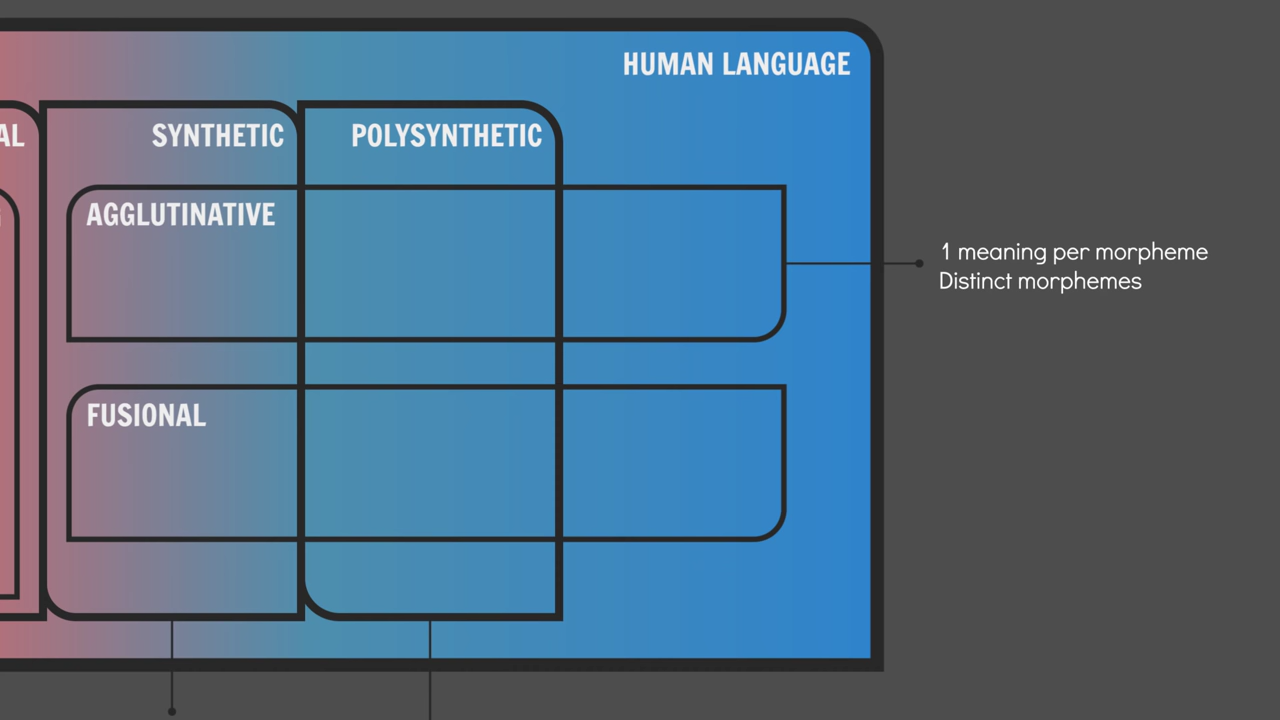 HUMAN LANGUAGE
AL
SYNTHETIC
POLYSYNTHETIC
AGGLUTINATIVE
1 meaning per morpheme
Distinct morphemes
FUSIONAL